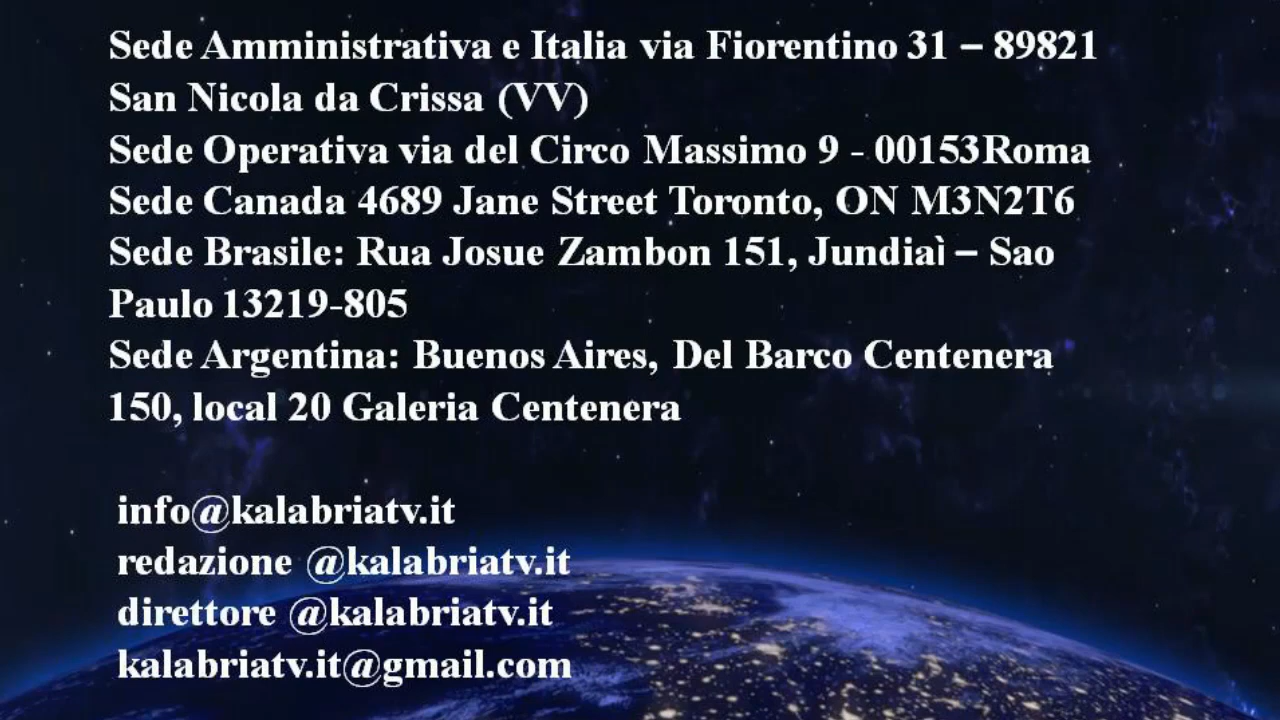 Sede Amministrativa e Italia via Fiorentino 31 – 89821
San Nicola da Crissa (VV)
Sede Operativa via del Circo Massimo 9 - 00153Roma
Sede Canada 4689 Jane Street Toronto, ON M3N2T6
Sede Brasile: Rua Josue Zambon 151, Jundiaì – Sao
Paulo 13219-805
Sede Argentina: Buenos Aires, Del Barco Centenera
150, local 20 Galeria Centenera
info@kalabriatv.it
redazione @kalabriatv.it
direttore @kalabriatv.it
kalabriatv.it@gmail.com